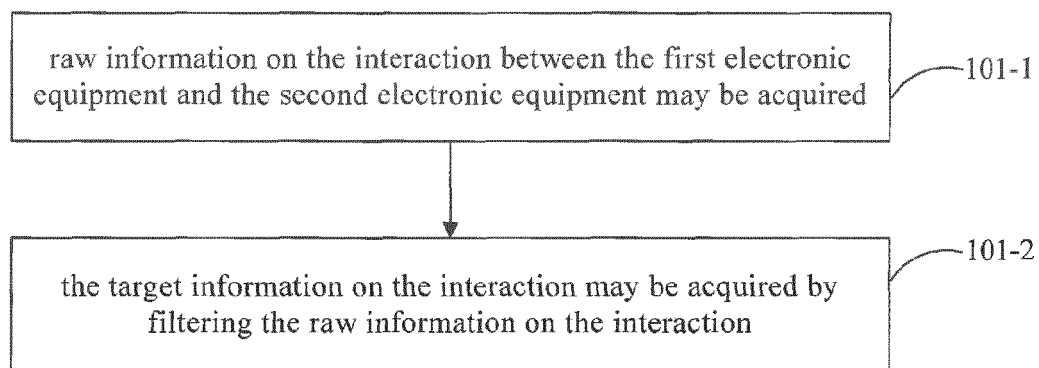 raw information on the interaction between the first electronic
equipment and the second electronic equipment may be acquired
101-1
the target information on the interaction may be acquired by
filtering the raw information on the interaction
101-2